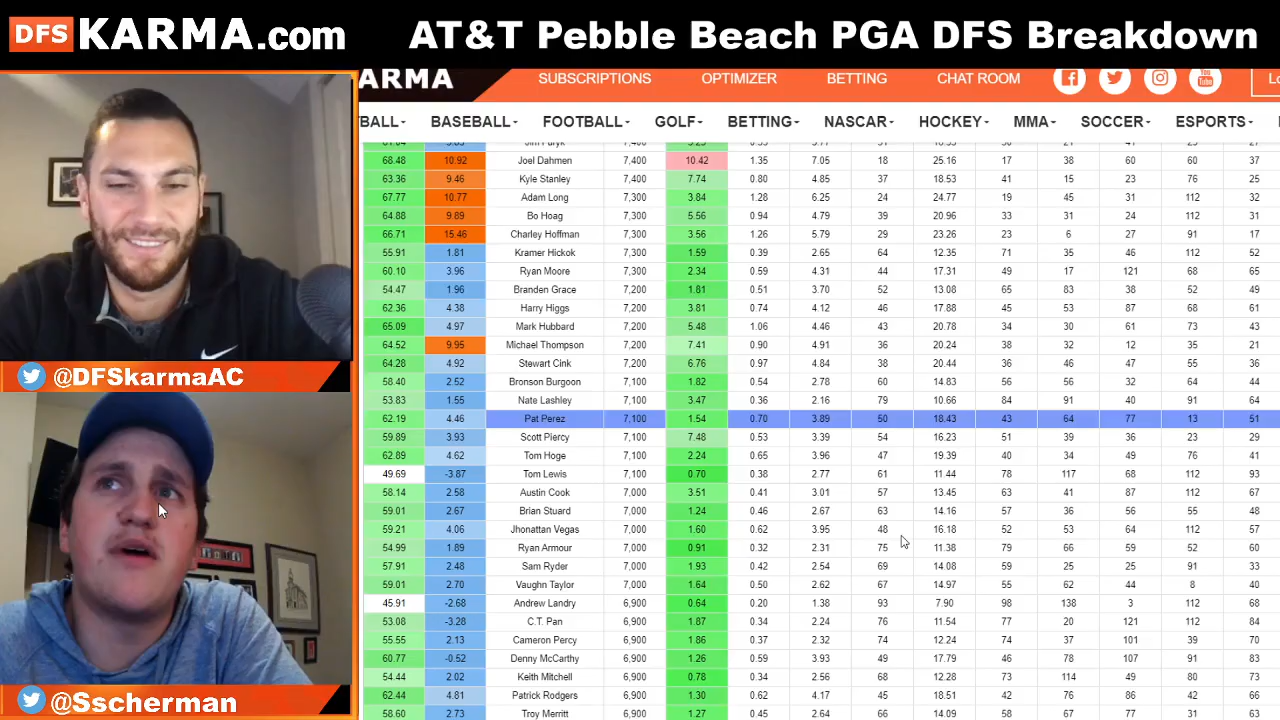 DFS KARMA.com AT&T Pebble Beach PGA DFS Breakdown
KARMA SUBSCRIPTIONS OPTIMIZER BETTING CHAT ROOM
BALL BASEBALL FOOTBALL GOLF BETTING NASCAR HOCKEY MMA SOCCER ESPORTS
68.48 10.92 Joel Dahmen 7,400 10.42 1.35 7.05 18 25.16 17 38 60 60 37
63.36 9.46 Kyle Stanley 7,400 7.74 0.80 4.85 37 18.53 41 15 23 76 25
67.77 10.77 Adam Long 7,300 3.84 1.28 6.25 24 24.77 19 45 31 112 32
64.88 9.89 Bo Hoag 7,300 5.56 0.94 4.79 39 20.96 33 31 24 112 31
66.71 15.46 Charley Hoffman 7,300 3.56 1.26 5.79 29 23.26 23 6 27 91 17
55.91 1.81 Kramer Hickok 7,300 1.59 0.39 2.65 64 12.35 71 35 46 112 52
60.10 3.96 Ryan Moore 7,300 2.34 0.59 4.31 44 17.31 49 17 121 68 65
54.47 1.96 Branden Grace 7,200 1.81 0.51 3.70 52 13.08 65 83 38 52 49
62.36 4.38 Harry Higgs 7,200 3.81 0.74 4.12 46 17.88 45 53 87 68 61
65.09 4.97 Mark Hubbard 7,200 5.48 1.06 4.46 43 20.78 34 30 61 73 43
64.52 9.95 Michael Thompson 7,200 7.41 0.90 4.91 36 20.24 38 32 12 35 21
64.28 4.92 Stewart Cink 7,200 6.76 0.97 4.84 38 20.44 36 46 47 55 36
58.40 2.52 Bronson Burgoon 7,100 1.82 0.54 2.78 60 14.83 56 56 32 64 44
53.83 1.55 Nate Lashley 7,100 3.47 0.36 2.16 79 10.66 84 91 40 91 64
62.19 4.46 Pat Perez 7,100 1.54 0.70 3.89 50 18.43 43 64 77 13 51
59.89 3.93 Scott Piercy 7,100 7.48 0.53 3.39 54 16.23 51 39 36 23 29
62.89 4.62 Tom Hoge 7,100 2.24 0.65 3.96 47 19.39 40 34 49 112 54
49.69 -3.87 Tom Lewis 7,100 0.70 0.38 2.77 61 11.44 78 117 68 112 93
58.14 2.58 Austin Cook 7,000 3.51 0.41 3.01 57 13.45 63 41 87 112 67
59.01 2.67 Brian Stuard 7,000 1.24 0.46 2.67 63 14.16 57 36 56 55 48
59.21 4.06 Jhonattan Vegas 7,000 1.60 0.62 3.95 48 16.18 52 53 64 112 57
54.99 1.89 Ryan Armour 7,000 0.91 0.32 2.31 75 11.38 79 66 59 52 60
57.91 2.48 Sam Ryder 7,000 1.93 0.42 2.54 69 14.08 59 25 25 91 33
59.01 2.70 Vaughn Taylor 7,000 1.64 0.50 2.62 67 14.97 55 62 44 8 40
45.91 -2.68 Andrew Landry 6,900 0.64 0.20 1.38 93 7.90 98 138 3 112 68
53.08 -3.28 C.T. Pan 6,900 1.87 0.34 2.24 76 11.54 77 20 121 112 84
55.55 2.13 Cameron Percy 6,900 1.86 0.37 2.32 74 12.24 74 37 101 39 70
60.77 -0.52 Denny McCarthy 6,900 1.26 0.59 3.93 49 17.79 46 78 107 91 83
54.44 2.02 Keith Mitchell 6,900 0.78 0.34 2.56 68 12.28 73 114 49 80 73
62.44 4.81 Patrick Rodgers 6,900 1.30 0.62 4.17 45 18.51 42 76 86 42 66
58.60 2.73 Troy Merritt 6,900 1.27 0.45 2.64 66 14.09 58 67 77 31 63
@DFSkarmaAC
@Sscherman